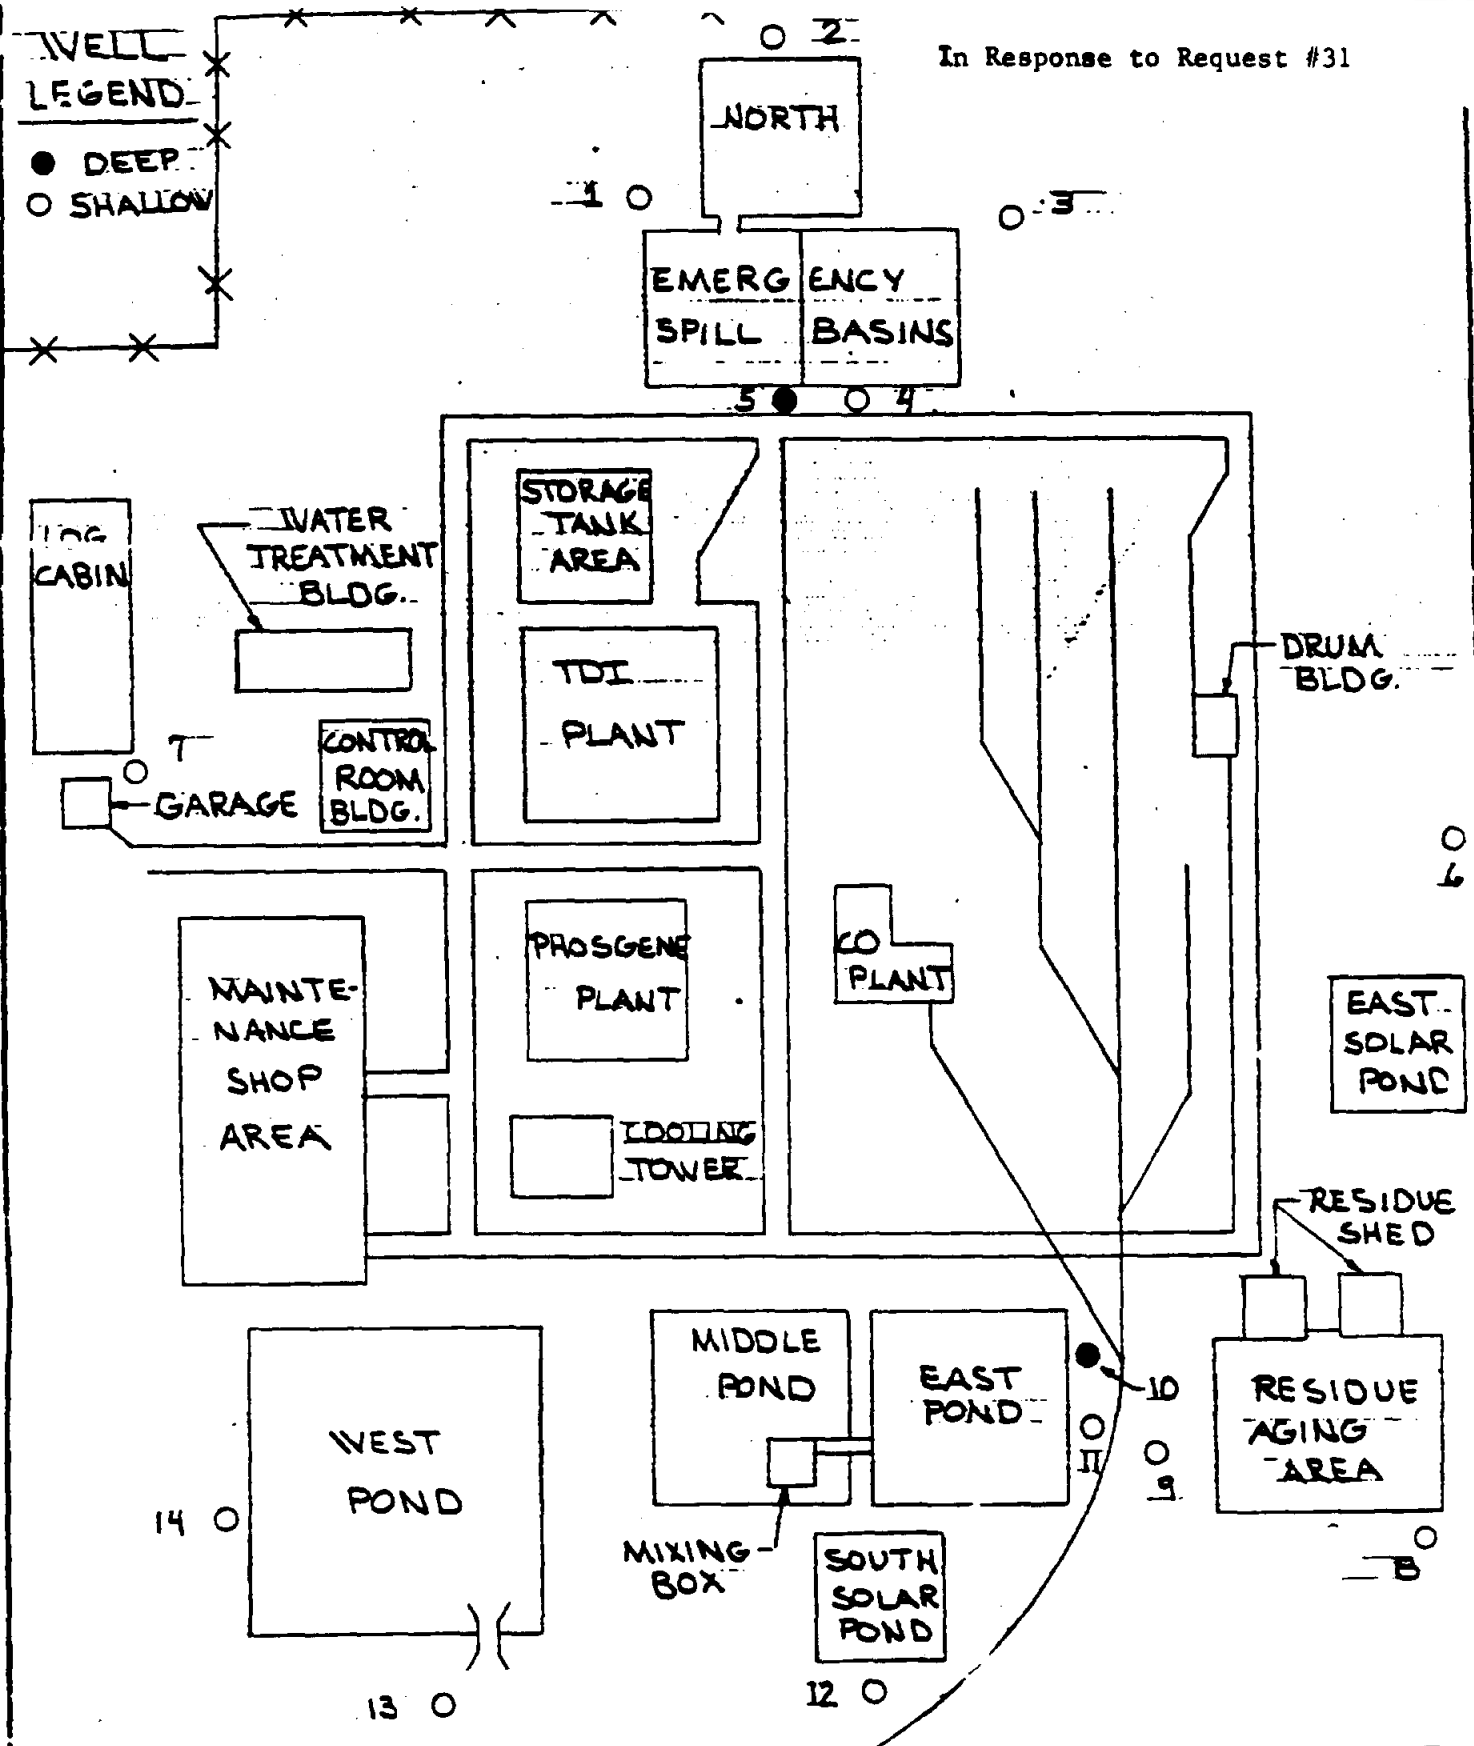 WELL
LEGEND
DEEP
SHALLOW
In Response to Request #31
2
NORTH
1
3
EMERGENCY
SPILL BASINS
5
4
STORAGE
TANK
AREA
WATER
TREATMENT
BLDG.
LOG
CABIN
TDI
PLANT
DRUM
BLDG.
7
CONTROL
ROOM
BLDG.
GARAGE
6
CO
PLANT
PHOSGENE
PLANT
MAINTE-
NANCE
SHOP
AREA
EAST
SOLAR
POND
COOLING
TOWER
RESIDUE
SHED
MIDDLE
POND
EAST
POND
10
RESIDUE
AGING
AREA
11
9
WEST
POND
14
MIXING
BOX
SOUTH
SOLAR
POND
8
13
12